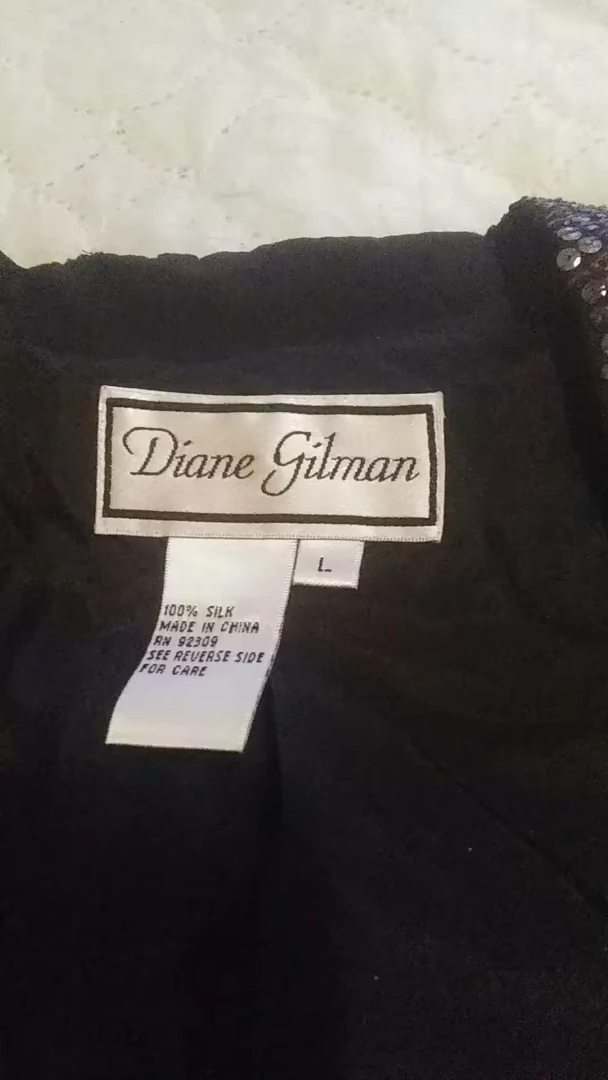 Diane Gilman
L
100% SILK
MADE IN CHINA
RN 92309
SEE REVERSE SIDE
FOR CARE